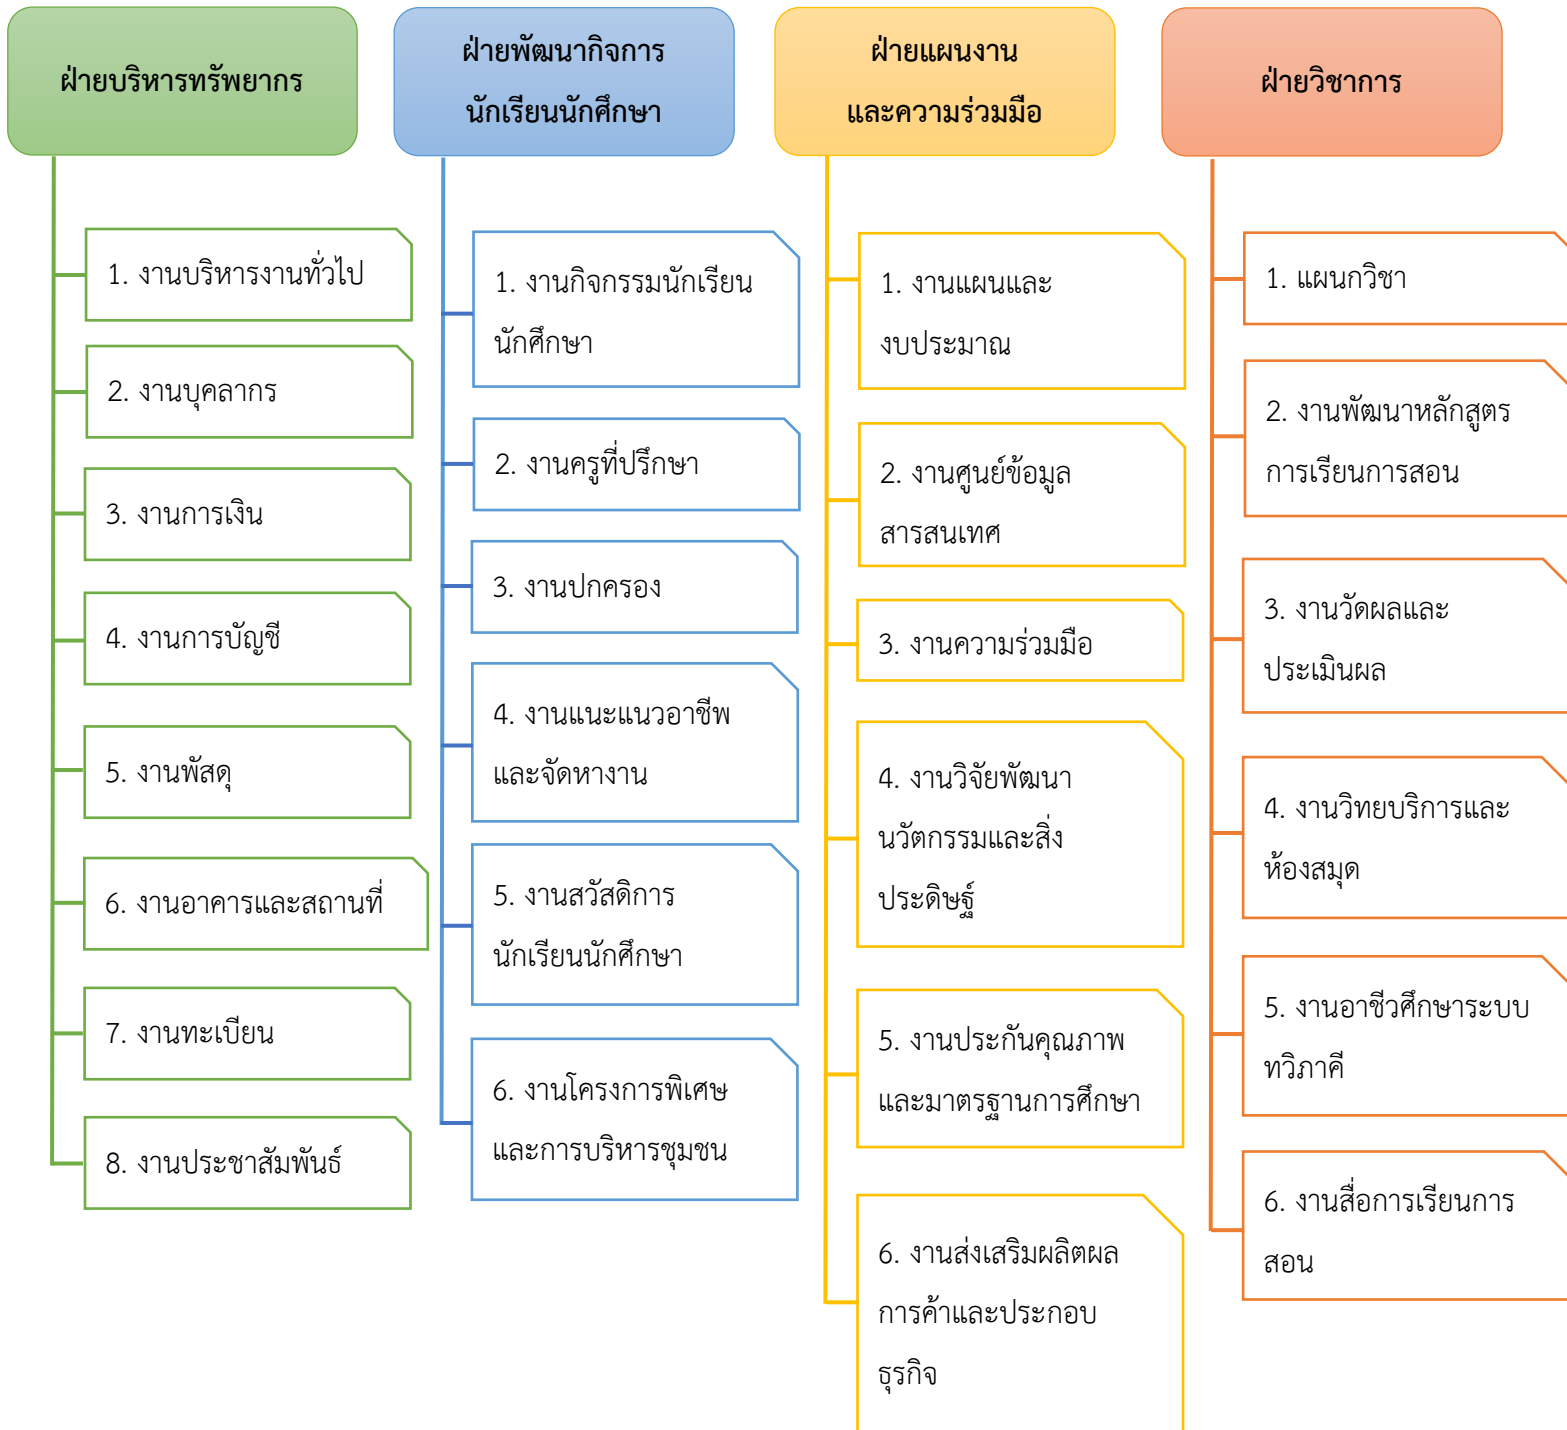 ฝ่ายบริหารทรัพยากร
1. งานบริหารงานทั่วไป
2. งานบุคลากร
3. งานการเงิน
4. งานการบัญชี
5. งานพัสดุ
6. งานอาคารและสถานที่
7. งานทะเบียน
8. งานประชาสัมพันธ์
ฝ่ายพัฒนากิจการ
นักเรียนนักศึกษา
1. งานกิจกรรมนักเรียน
นักศึกษา
2. งานครูที่ปรึกษา
3. งานปกครอง
4. งานแนะแนวอาชีพ
และจัดหางาน
5. งานสวัสดิการ
นักเรียนนักศึกษา
6. งานโครงการพิเศษ
และการบริหารชุมชน
ฝ่ายแผนงาน
และความร่วมมือ
1. งานแผนและ
งบประมาณ
2. งานศูนย์ข้อมูล
สารสนเทศ
3. งานความร่วมมือ
4. งานวิจัยพัฒนา
นวัตกรรมและสิ่ง
ประดิษฐ์
5. งานประกันคุณภาพ
และมาตรฐานการศึกษา
6. งานส่งเสริมผลิตผล
การค้าและประกอบ
ธุรกิจ
ฝ่ายวิชาการ
1. แผนกวิชา
2. งานพัฒนาหลักสูตร
การเรียนการสอน
3. งานวัดผลและ
ประเมินผล
4. งานวิทยบริการและ
ห้องสมุด
5. งานอาชีวศึกษาระบบ
ทวิภาคี
6. งานสื่อการเรียนการ
สอน